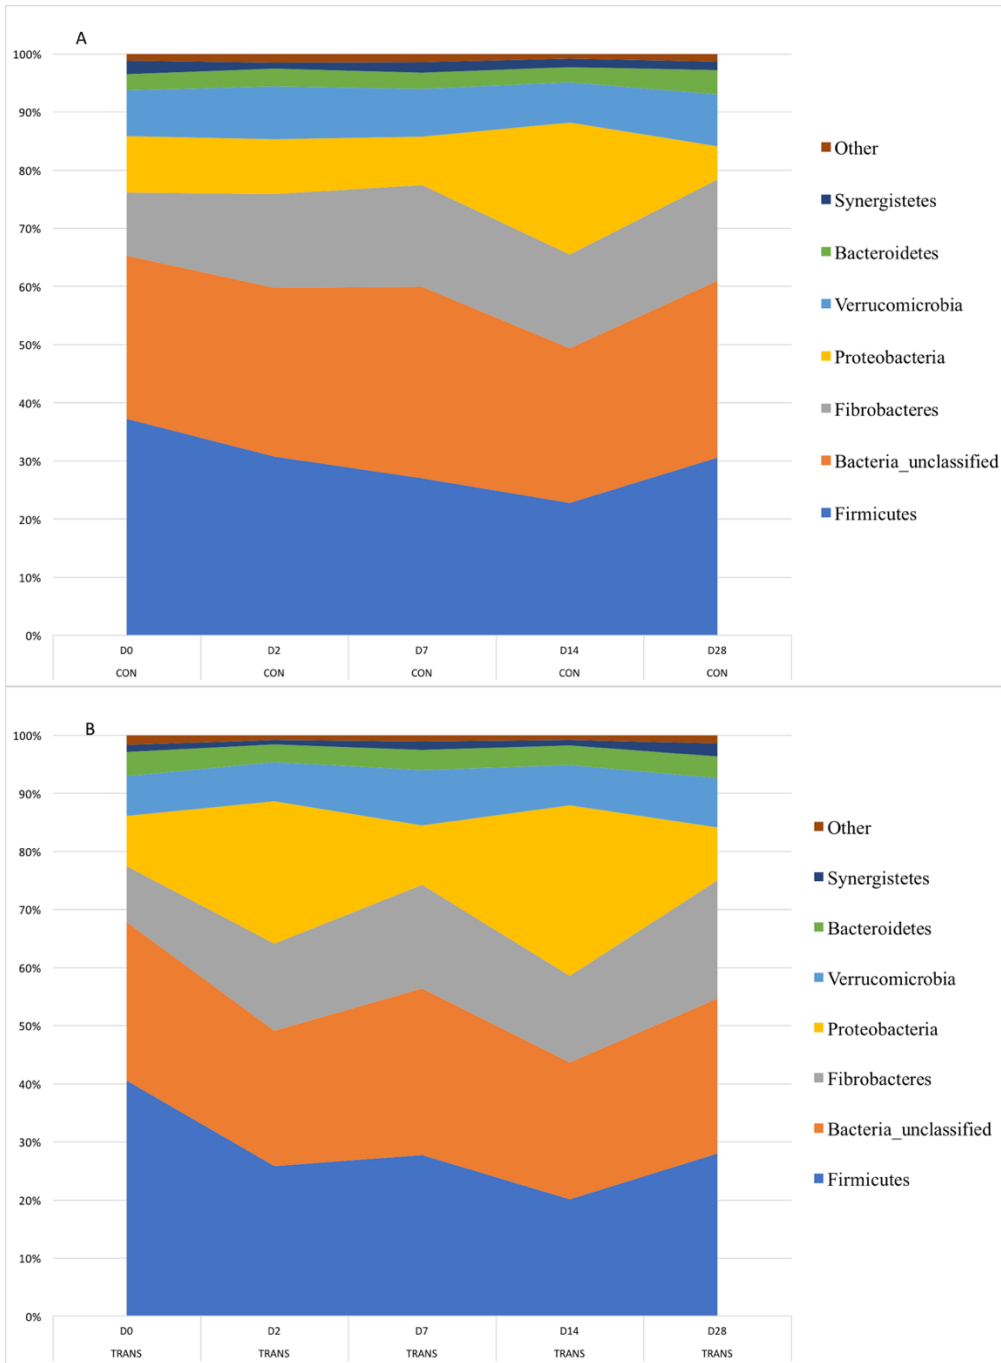 A
100%
90%
80%
70%
60%
50%
40%
30%
20%
10%
0%
D0 D2 D7 D14 D28
CON CON CON CON CON
Other
Synergistetes
Bacteroidetes
Verrucomicrobia
Proteobacteria
Fibrobacteres
Bacteria_unclassified
Firmicutes
B
100%
90%
80%
70%
60%
50%
40%
30%
20%
10%
0%
D0 D2 D7 D14 D28
TRANS TRANS TRANS TRANS TRANS
Other
Synergistetes
Bacteroidetes
Verrucomicrobia
Proteobacteria
Fibrobacteres
Bacteria_unclassified
Firmicutes